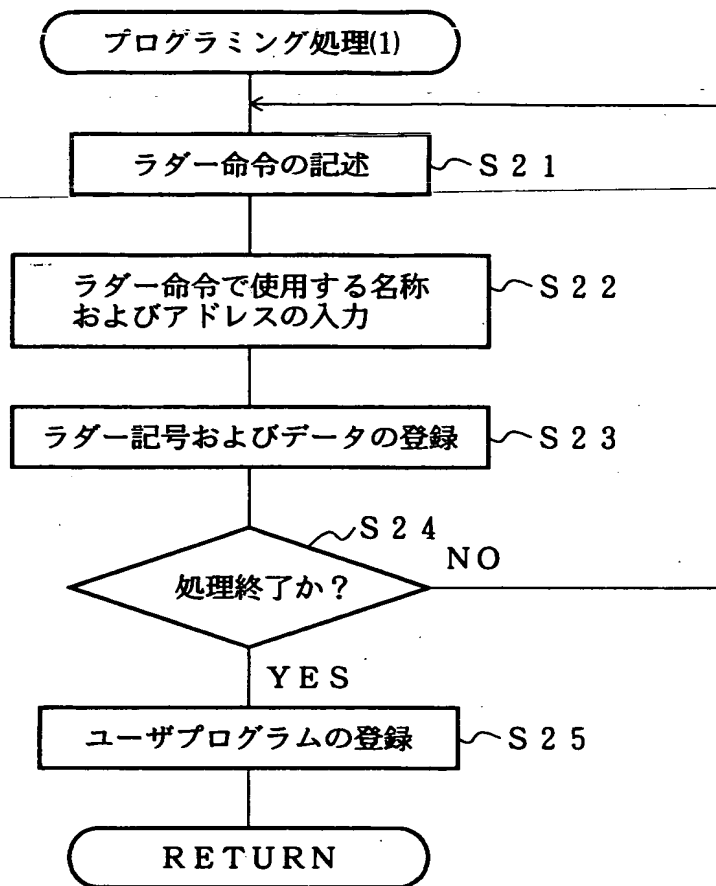 プログラミング処理(1)
ラダー命令の記述
S21
ラダー命令で使用する名称
およびアドレスの入力
S22
ラダー記号およびデータの登録
S23
S24
処理終了か?
NO
YES
ユーザプログラムの登録
S25
RETURN